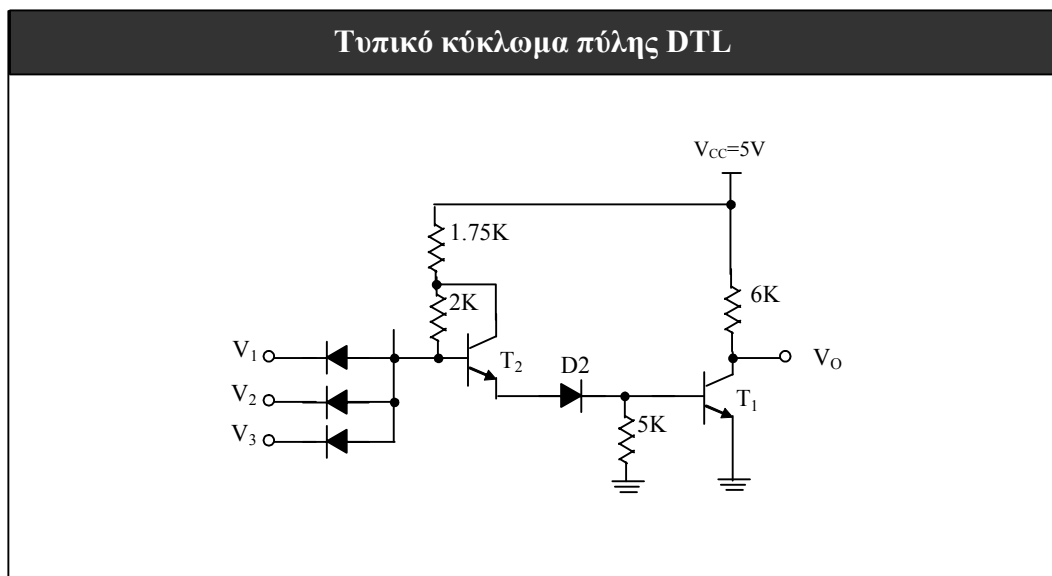 Τυπικό κύκλωμα πύλης DTL
VCC=5V
1.75K
2K
6K
V1
T2
D2
VO
V2
T1
V3
5K